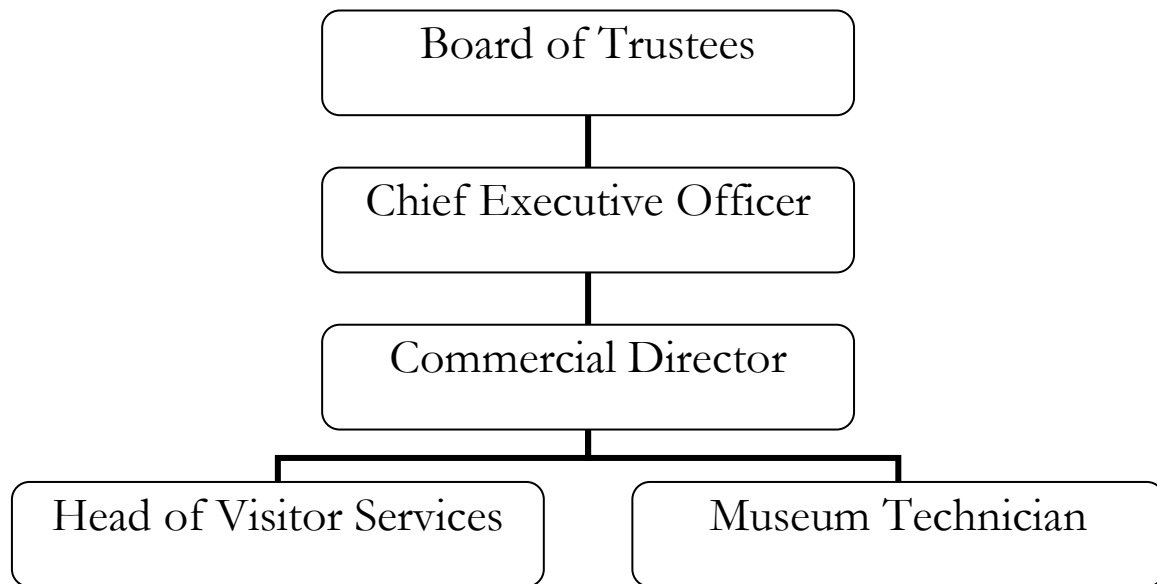 Board of Trustees
Chief Executive Officer
Commercial Director
Head of Visitor Services
Museum Technician